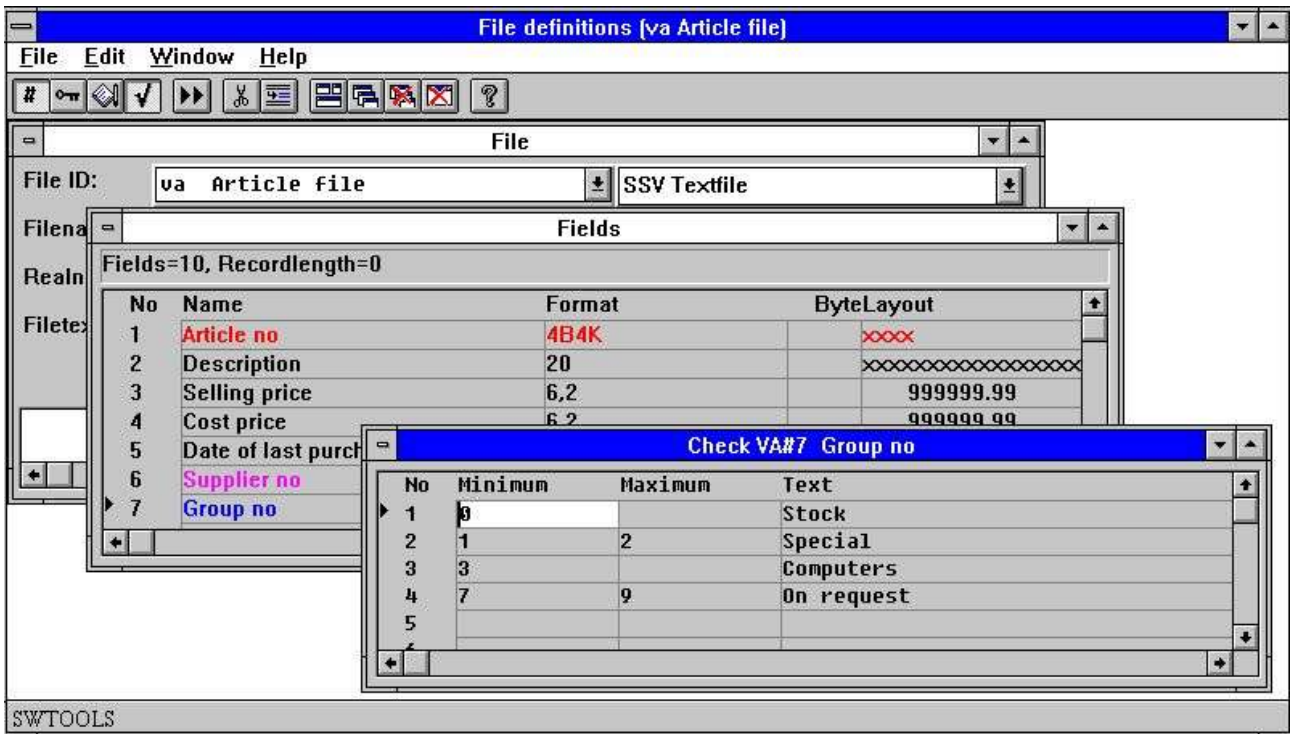 File definitions (va Article file)
File Edit Window Help
#
File
File ID: va Article file SSV Textfile
Filena
Fields
Fields=10, Recordlength=0
Realn
No Name Format ByteLayout
Filetex
1 Article no 4B4K xxxx
2 Description 20 xxxxxxxxxxxxxxxxxxxx
3 Selling price 6,2 999999.99
4 Cost price 6,2 999999.99
5 Date of last purch
6 Supplier no
7 Group no
Check VA#7 Group no
No Minimum Maximum Text
1 0 Stock
2 1 2 Special
3 3 Computers
4 7 9 On request
5
SWTOOLS